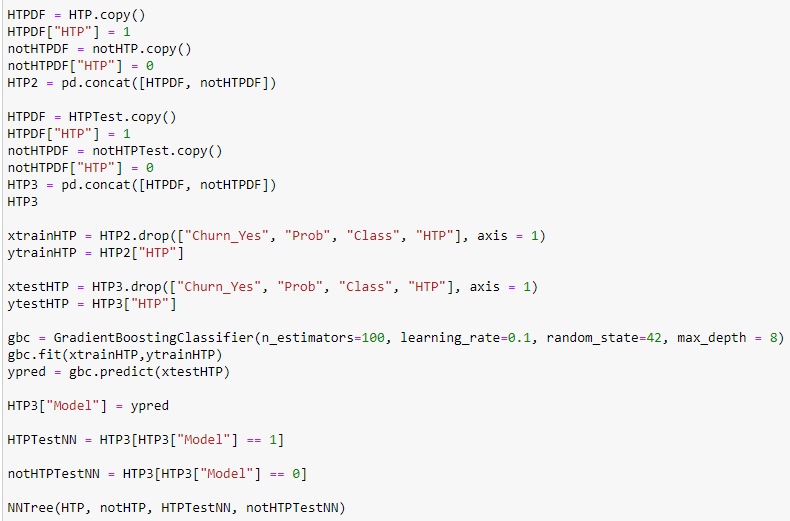 HTPDF = HTP.copy()
HTPDF["HTP"] = 1
notHTPDF = notHTP.copy()
notHTPDF["HTP"] = 0
HTP2 = pd.concat([HTPDF, notHTPDF])
HTPDF = HTPTest.copy()
HTPDF["HTP"] = 1
notHTPDF = notHTPTest.copy()
notHTPDF["HTP"] = 0
HTP3 = pd.concat([HTPDF, notHTPDF])
HTP3
xtrainHTP = HTP2.drop(["Churn_Yes", "Prob", "Class", "HTP"], axis = 1)
ytrainHTP = HTP2["HTP"]
xtestHTP = HTP3.drop(["Churn_Yes", "Prob", "Class", "HTP"], axis = 1)
ytestHTP = HTP3["HTP"]
gbc = GradientBoostingClassifier(n_estimators=100, learning_rate=0.1, random_state=42, max_depth = 8)
gbc.fit(xtrainHTP,ytrainHTP)
ypred = gbc.predict(xtestHTP)
HTP3["Model"] = ypred
HTPTestNN = HTP3[HTP3["Model"] == 1]
notHTPTestNN = HTP3[HTP3["Model"] == 0]
NNTree(HTP, notHTP, HTPTestNN, notHTPTestNN)